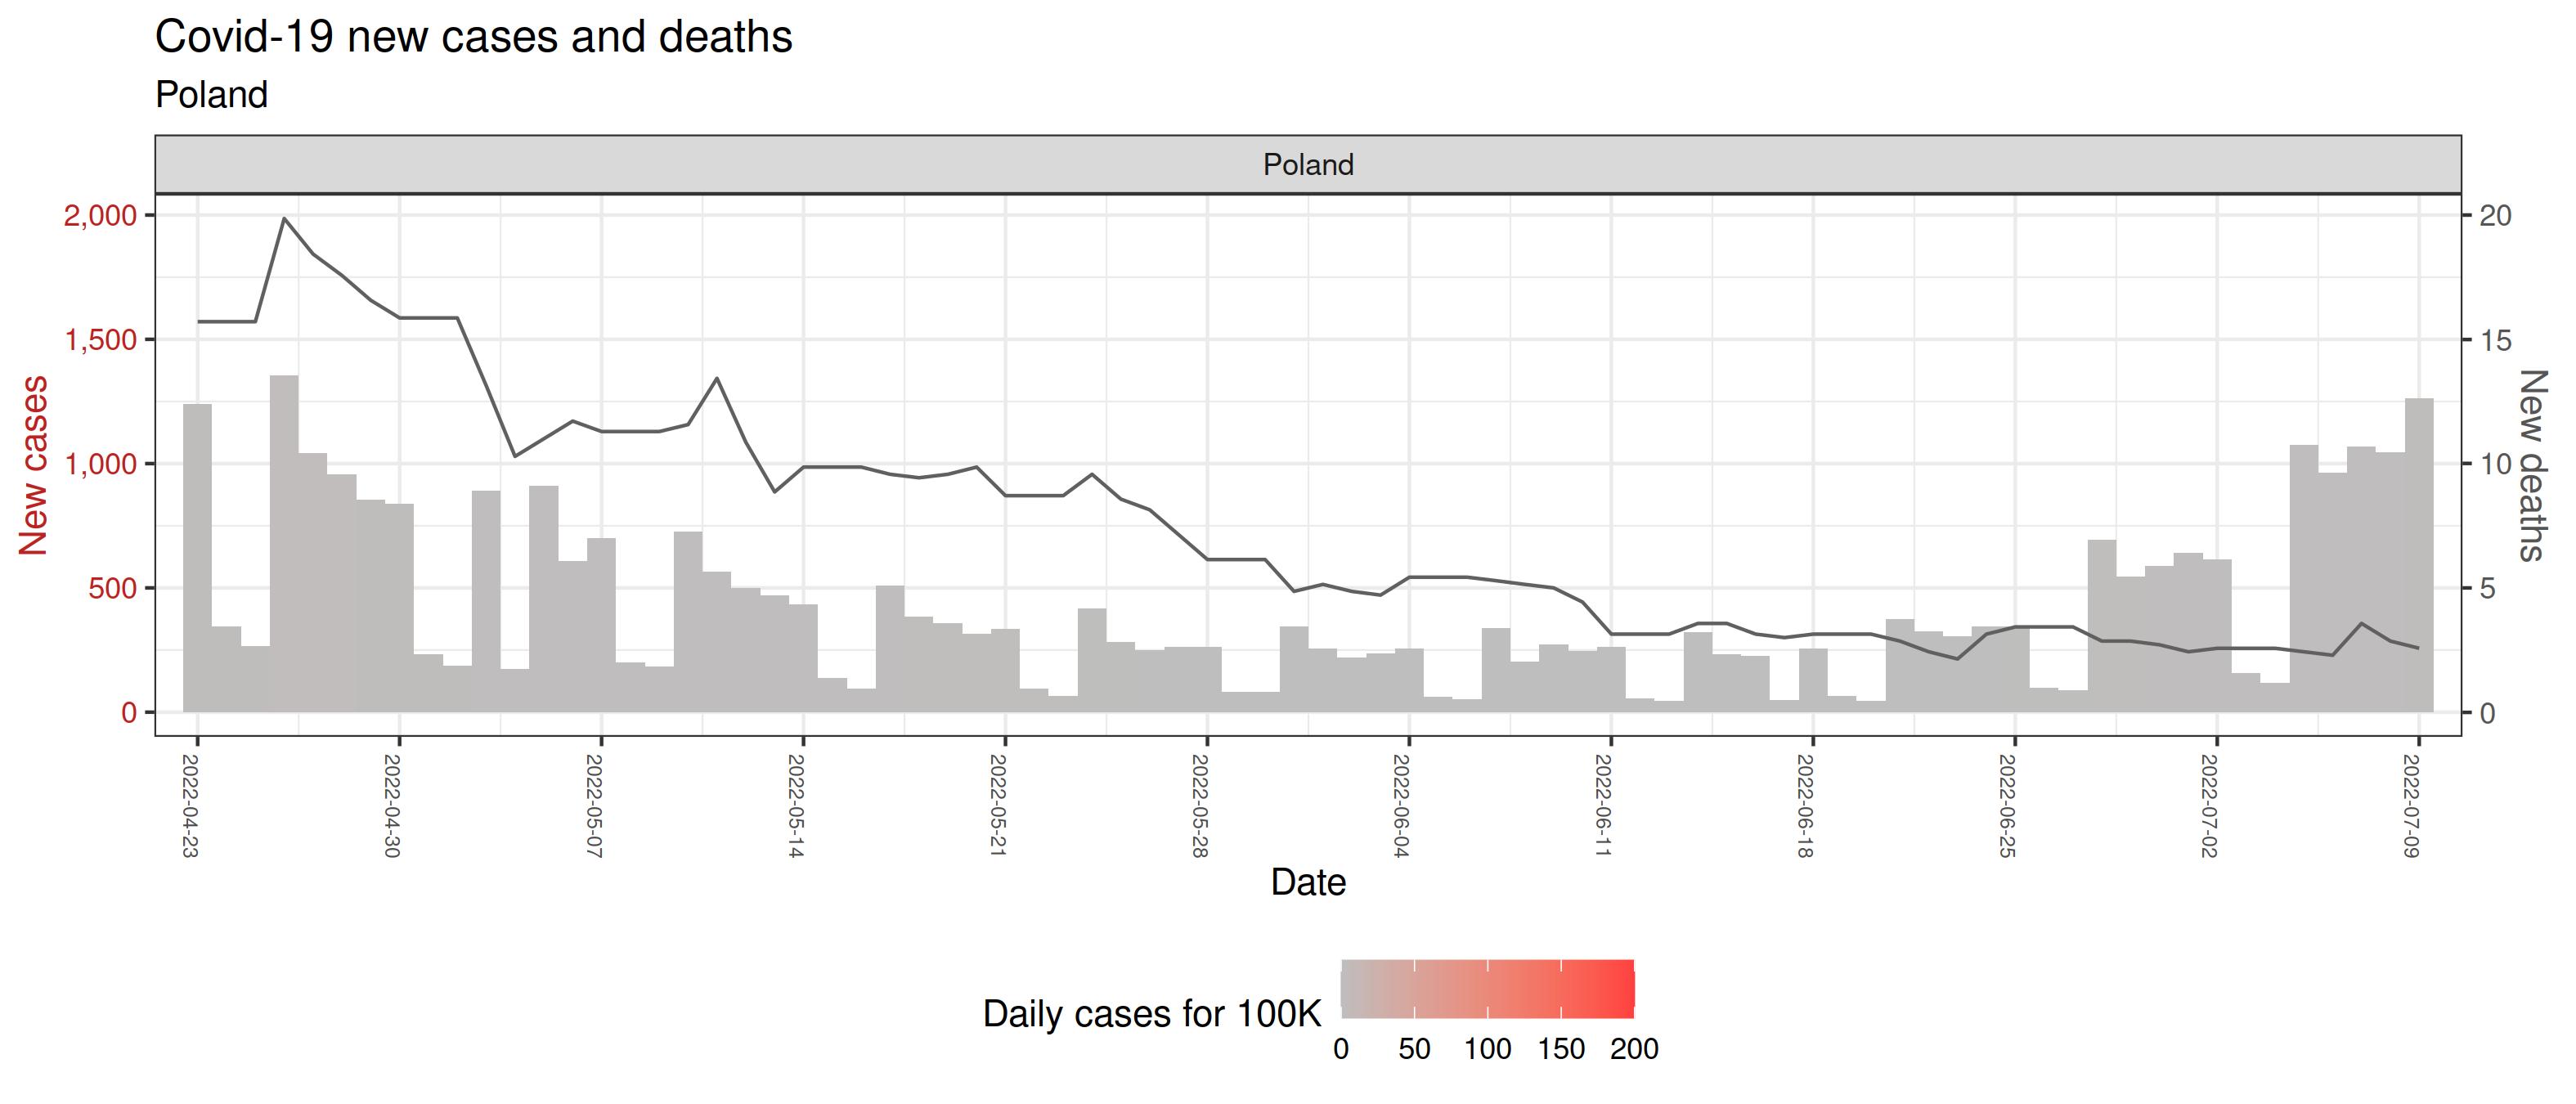 Covid-19 new cases and deaths
Poland
Poland
New cases
2,000
1,500
1,000
500
0
20
15
10
5
0
New deaths
2022-04-23
2022-04-30
2022-05-07
2022-05-14
2022-05-21
2022-05-28
2022-06-04
2022-06-11
2022-06-18
2022-06-25
2022-07-02
2022-07-09
Date
Daily cases for 100K
0 50 100 150 200